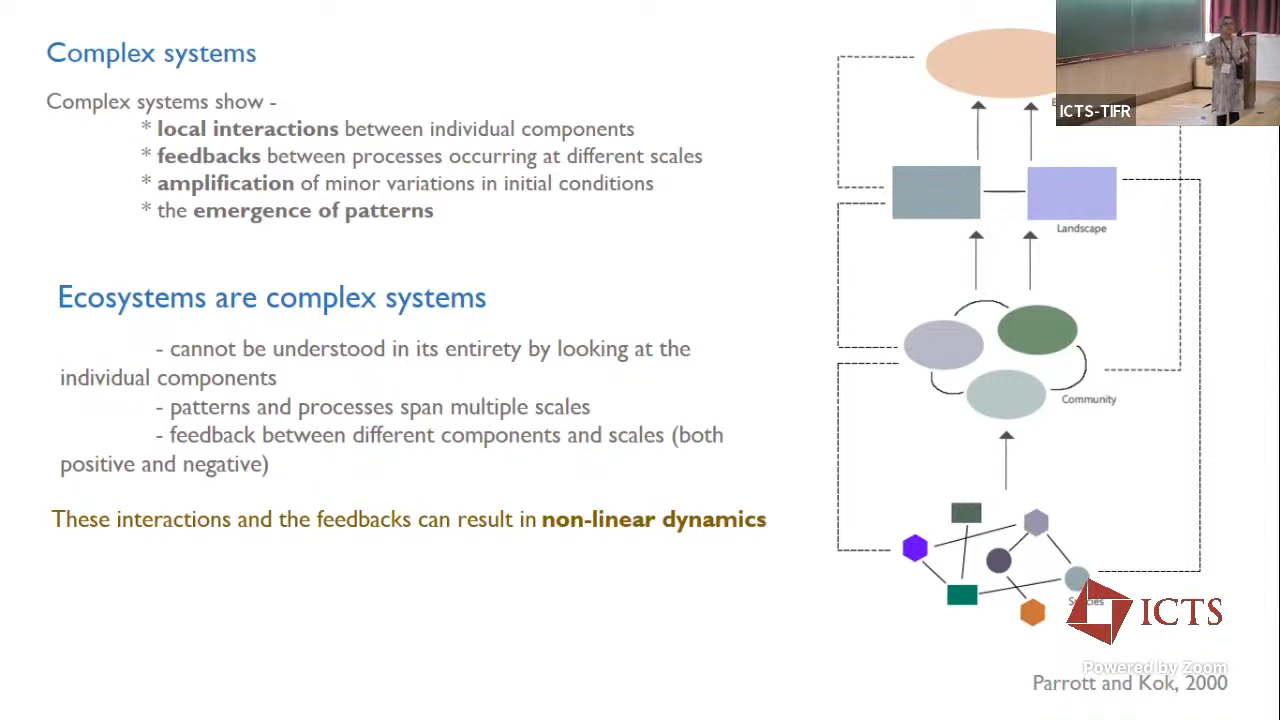 Complex systems
Complex systems show -
* local interactions between individual components
* feedbacks between processes occurring at different scales
* amplification of minor variations in initial conditions
* the emergence of patterns
Ecosystems are complex systems
- cannot be understood in its entirety by looking at the
individual components
- patterns and processes span multiple scales
- feedback between different components and scales (both
positive and negative)
These interactions and the feedbacks can result in non-linear dynamics
ICTS-TIFR
Landscape
Community
ICTS
Powered by Zoom
Parrott and Kok, 2000